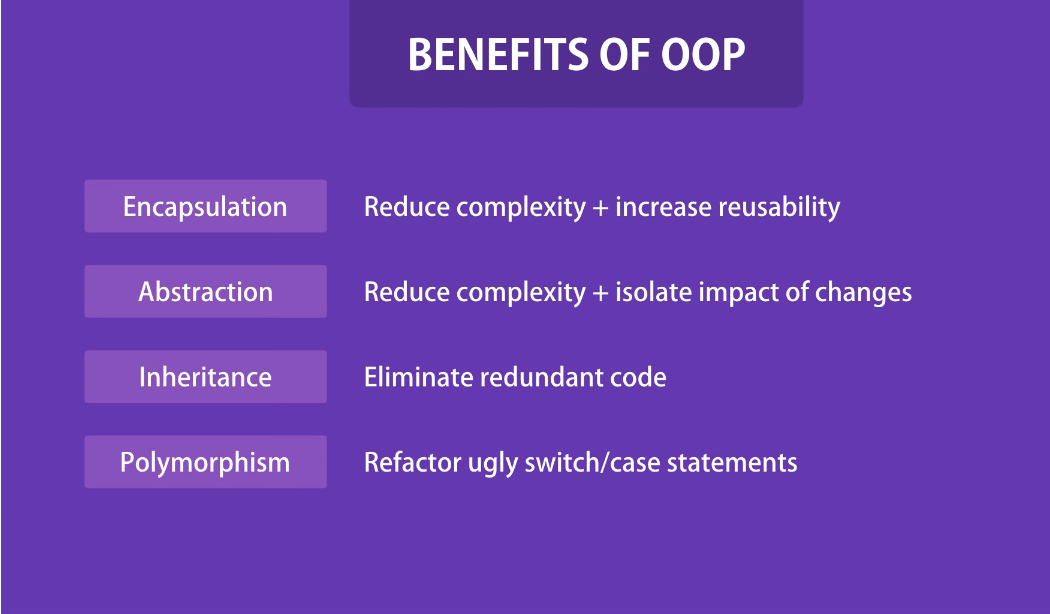 BENEFITS OF OOP
Encapsulation Reduce complexity + increase reusability
Abstraction Reduce complexity + isolate impact of changes
Inheritance Eliminate redundant code
Polymorphism Refactor ugly switch/case statements